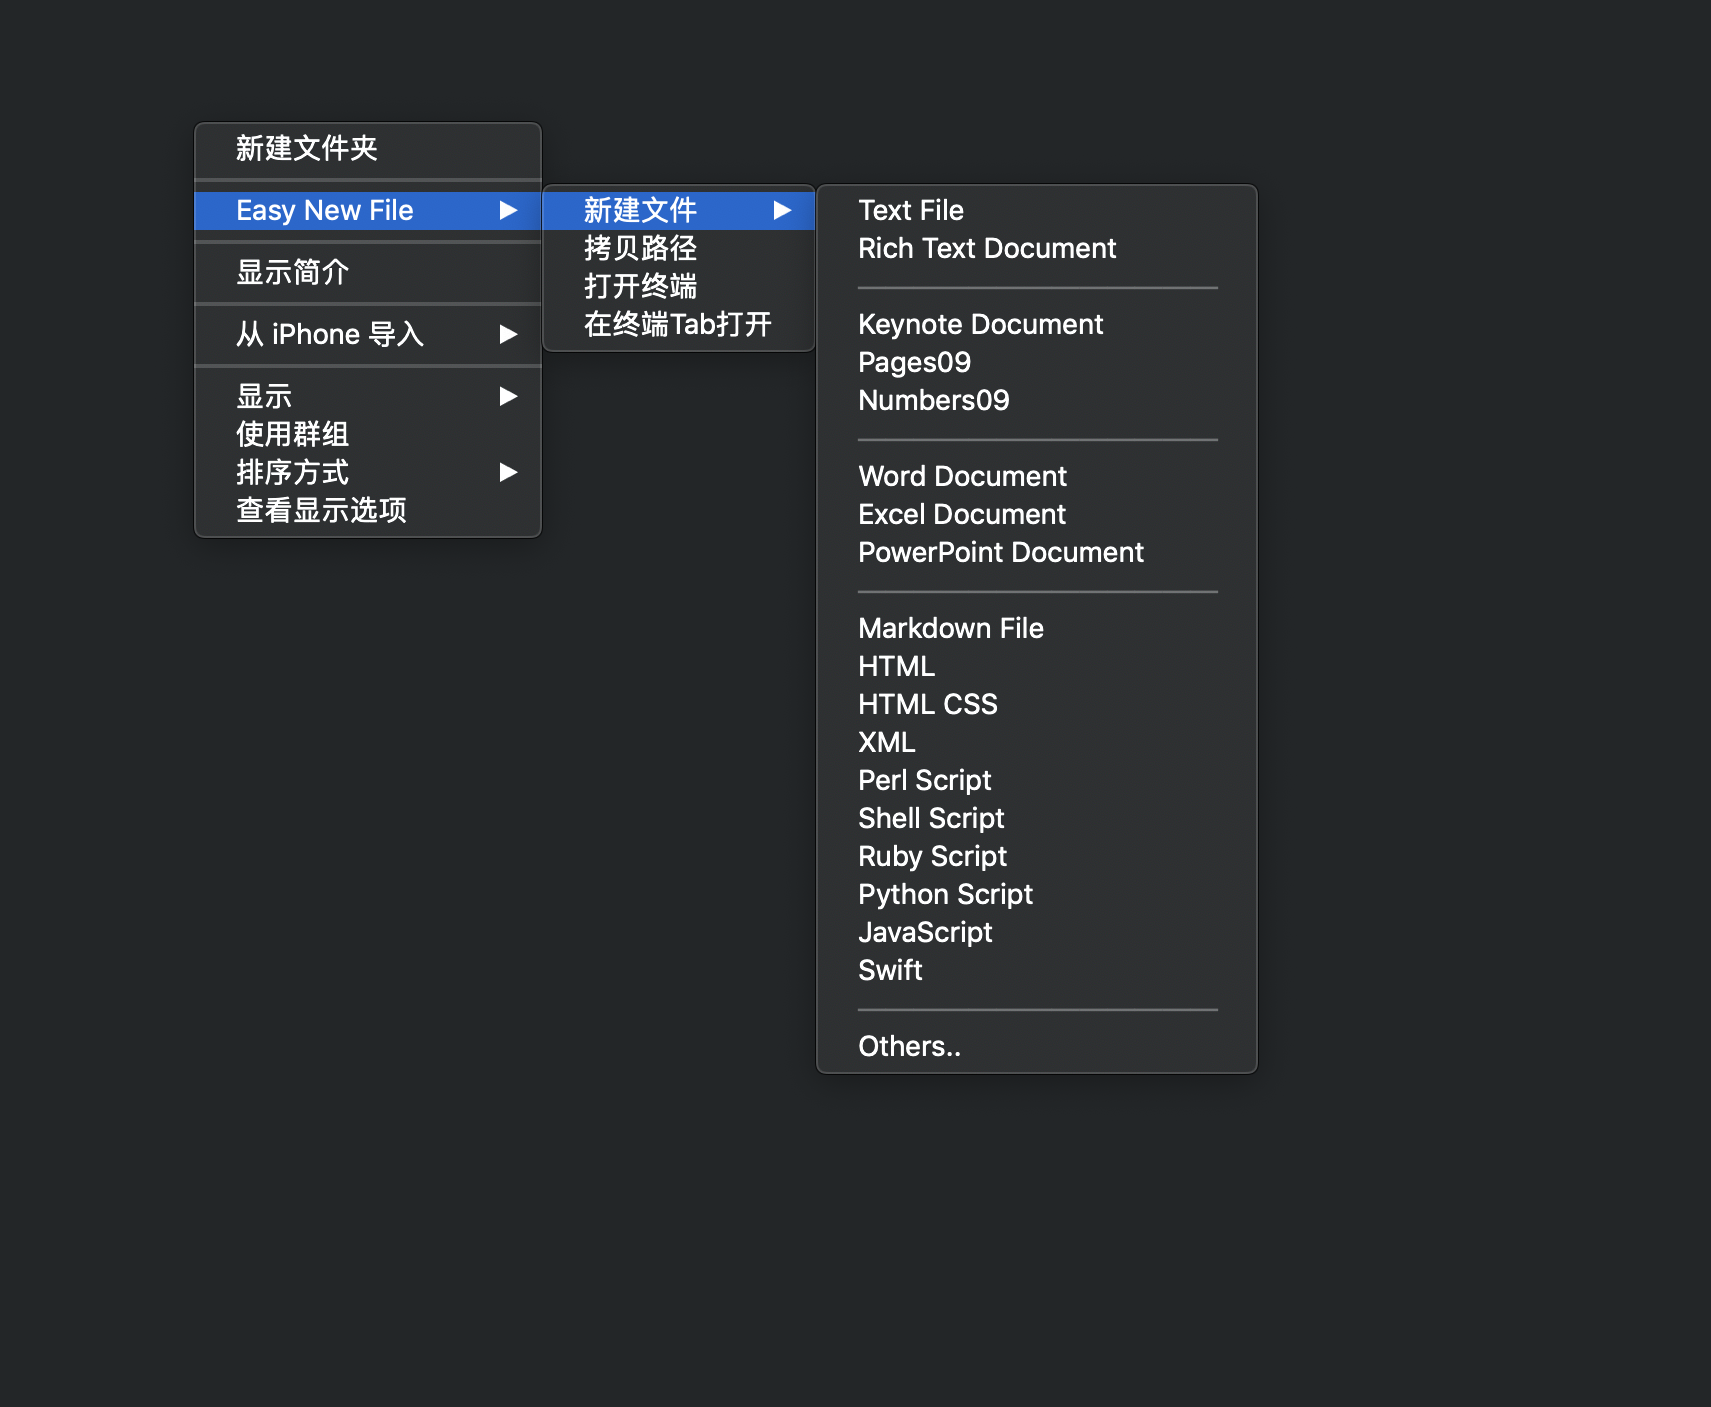 新建文件夹
Easy New File
显示简介
从 iPhone 导入
显示
使用群组
排序方式
查看显示选项
新建文件
拷贝路径
打开终端
在终端Tab打开
Text File
Rich Text Document
Keynote Document
Pages09
Numbers09
Word Document
Excel Document
PowerPoint Document
Markdown File
HTML
HTML CSS
XML
Perl Script
Shell Script
Ruby Script
Python Script
JavaScript
Swift
Others..